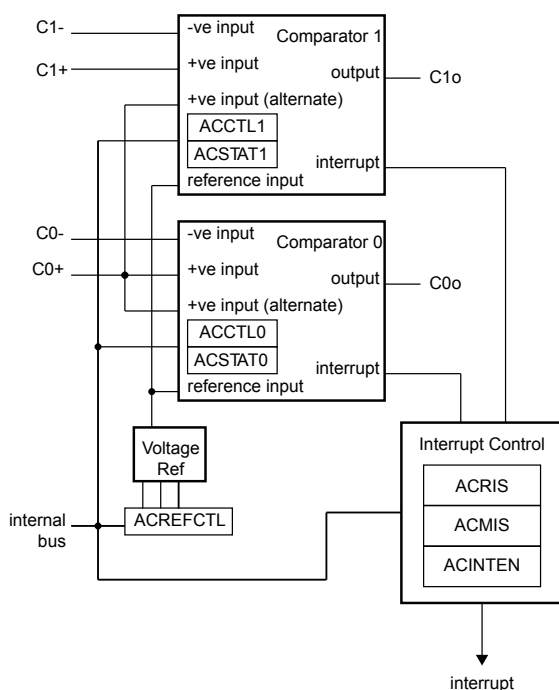 C1-
-ve input
Comparator 1
C1+
+ve input
output
C1o
+ve input (alternate)
ACCTL1
ACSTAT1
interrupt
reference input
C0-
-ve input
Comparator 0
C0+
+ve input
output
C0o
+ve input (alternate)
ACCTL0
ACSTAT0
interrupt
reference input
Voltage
Ref
Interrupt Control
ACRIS
ACMIS
ACINTEN
internal
bus
ACREFCTL
interrupt